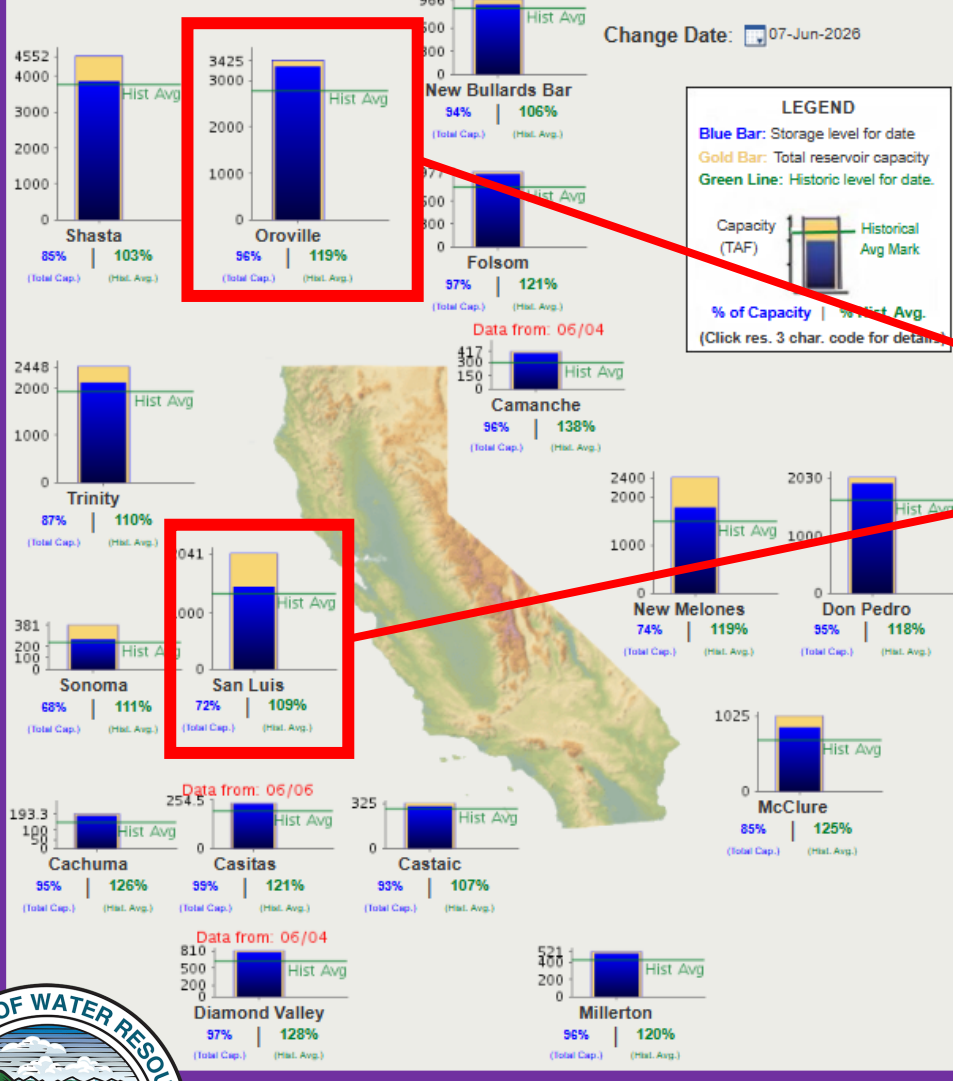 966
500
300
0
Hist Avg
New Bullards Bar
94% | 106%
(Total Cap.) (Hist. Avg.)
Change Date: 07-Jun-2026
4552
4000
3000
2000
1000
0
Hist Avg
Shasta
85% | 103%
(Total Cap.) (Hist. Avg.)
3425
3000
2000
1000
0
Hist Avg
Oroville
96% | 119%
(Total Cap.) (Hist. Avg.)
LEGEND
Blue Bar: Storage level for date
Gold Bar: Total reservoir capacity
Green Line: Historic level for date.
Capacity
(TAF)
Historical
Avg Mark
% of Capacity | % Hist. Avg.
(Click res. 3 char. code for details)
500
300
0
Hist Avg
Folsom
97% | 121%
(Total Cap.) (Hist. Avg.)
Data from: 06/04
417
300
150
0
Hist Avg
Camanche
96% | 138%
(Total Cap.) (Hist. Avg.)
2448
2000
1000
0
Hist Avg
Trinity
87% | 110%
(Total Cap.) (Hist. Avg.)
2400
2000
1000
0
Hist Avg
New Melones
74% | 119%
(Total Cap.) (Hist. Avg.)
2030
1000
0
Hist Avg
Don Pedro
95% | 118%
(Total Cap.) (Hist. Avg.)
381
200
100
0
Hist Avg
Sonoma
68% | 111%
(Total Cap.) (Hist. Avg.)
2041
1000
0
Hist Avg
San Luis
72% | 109%
(Total Cap.) (Hist. Avg.)
1025
0
Hist Avg
McClure
85% | 125%
(Total Cap.) (Hist. Avg.)
193.3
100
50
0
Hist Avg
Cachuma
95% | 126%
(Total Cap.) (Hist. Avg.)
Data from: 06/06
254.5
0
Hist Avg
Casitas
99% | 121%
(Total Cap.) (Hist. Avg.)
325
0
Hist Avg
Castaic
93% | 107%
(Total Cap.) (Hist. Avg.)
Data from: 06/04
810
500
200
0
Hist Avg
Diamond Valley
97% | 128%
(Total Cap.) (Hist. Avg.)
521
400
200
0
Hist Avg
Millerton
96% | 120%
(Total Cap.) (Hist. Avg.)
OF WATER RESOU